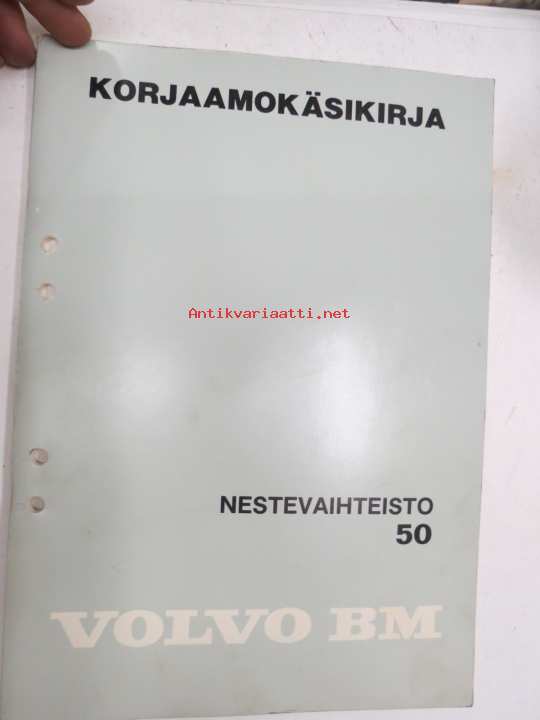 KORJAAMOKÄSIKIRJA
Antikvariaatti.net
NESTEVAIHTEISTO
50
VOLVO BM